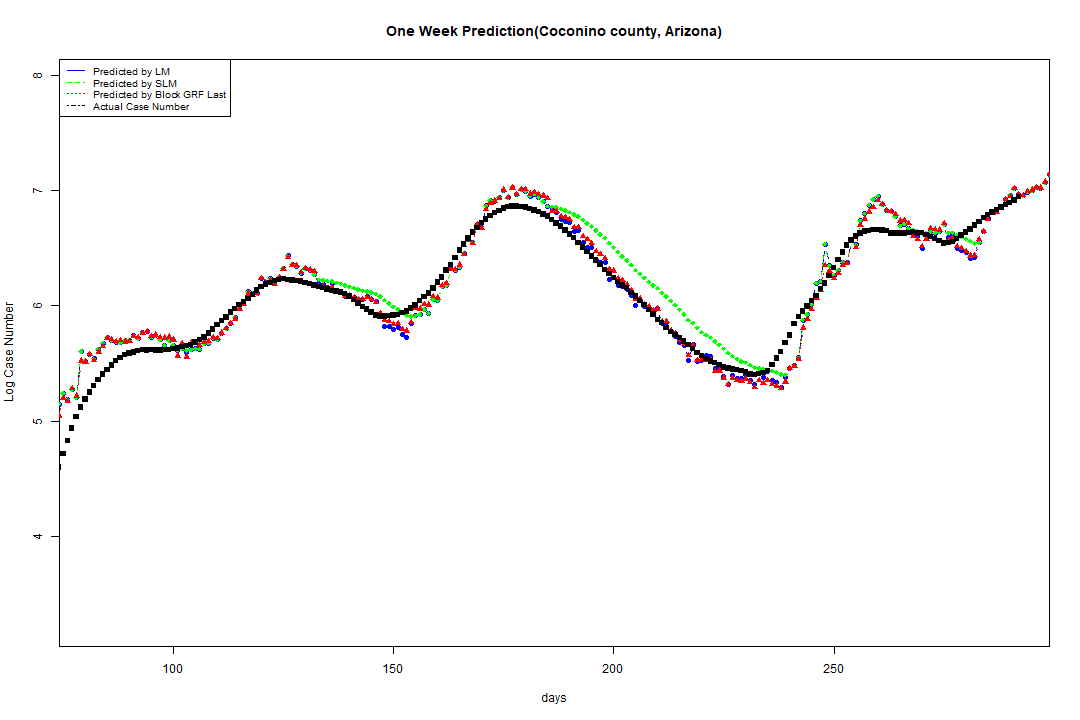 One Week Prediction(Coconino county, Arizona)
Predicted by LM
Predicted by SLM
Predicted by Block GRF Last
Actual Case Number
8
7
6
5
4
Log Case Number
100 150 200 250
days